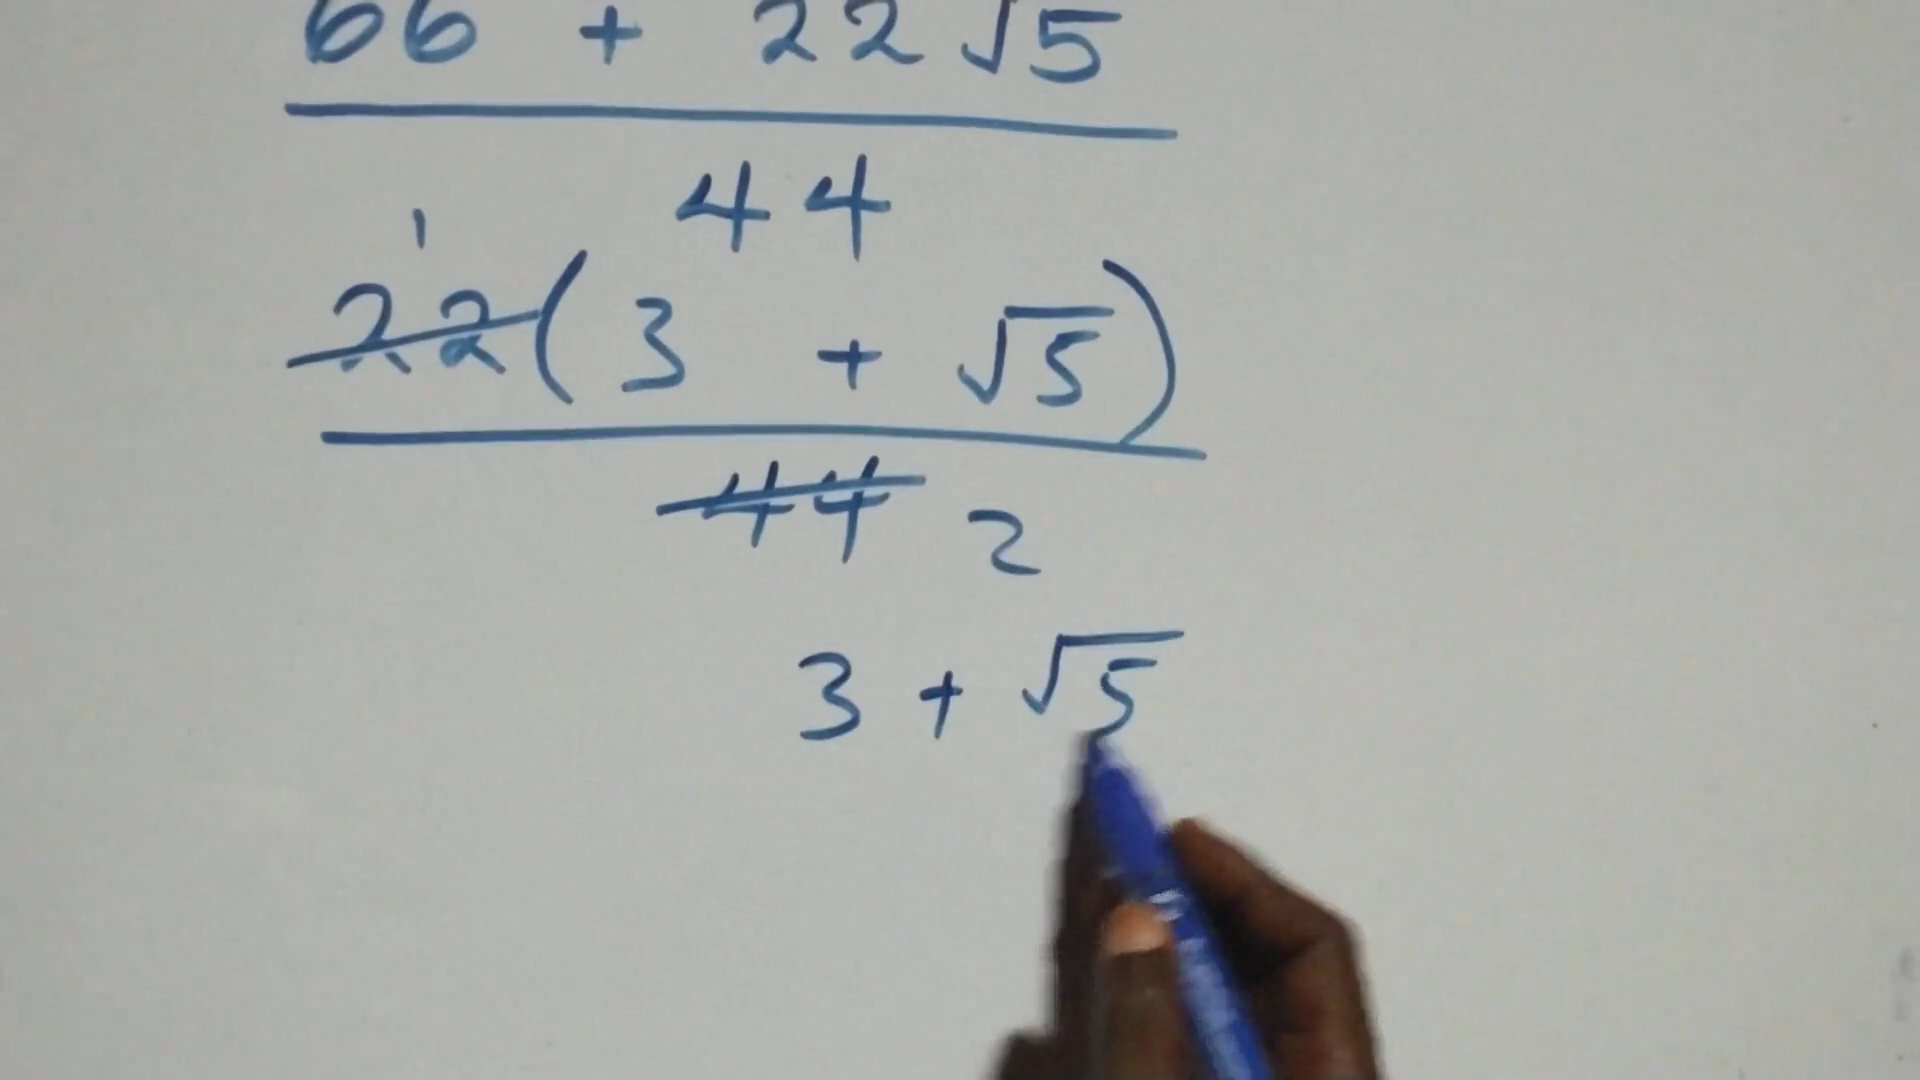 66 + 22√5
44
1
22(3 + √5)
44 2
3 + √5